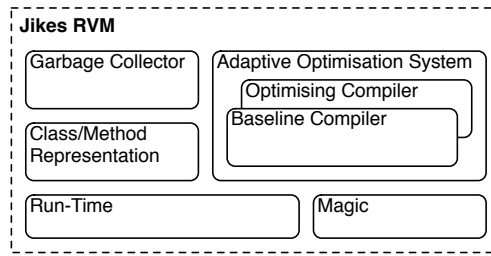 Jikes RVM
Garbage Collector
Adaptive Optimisation System
Optimising Compiler
Baseline Compiler
Class/Method
Representation
Run-Time
Magic